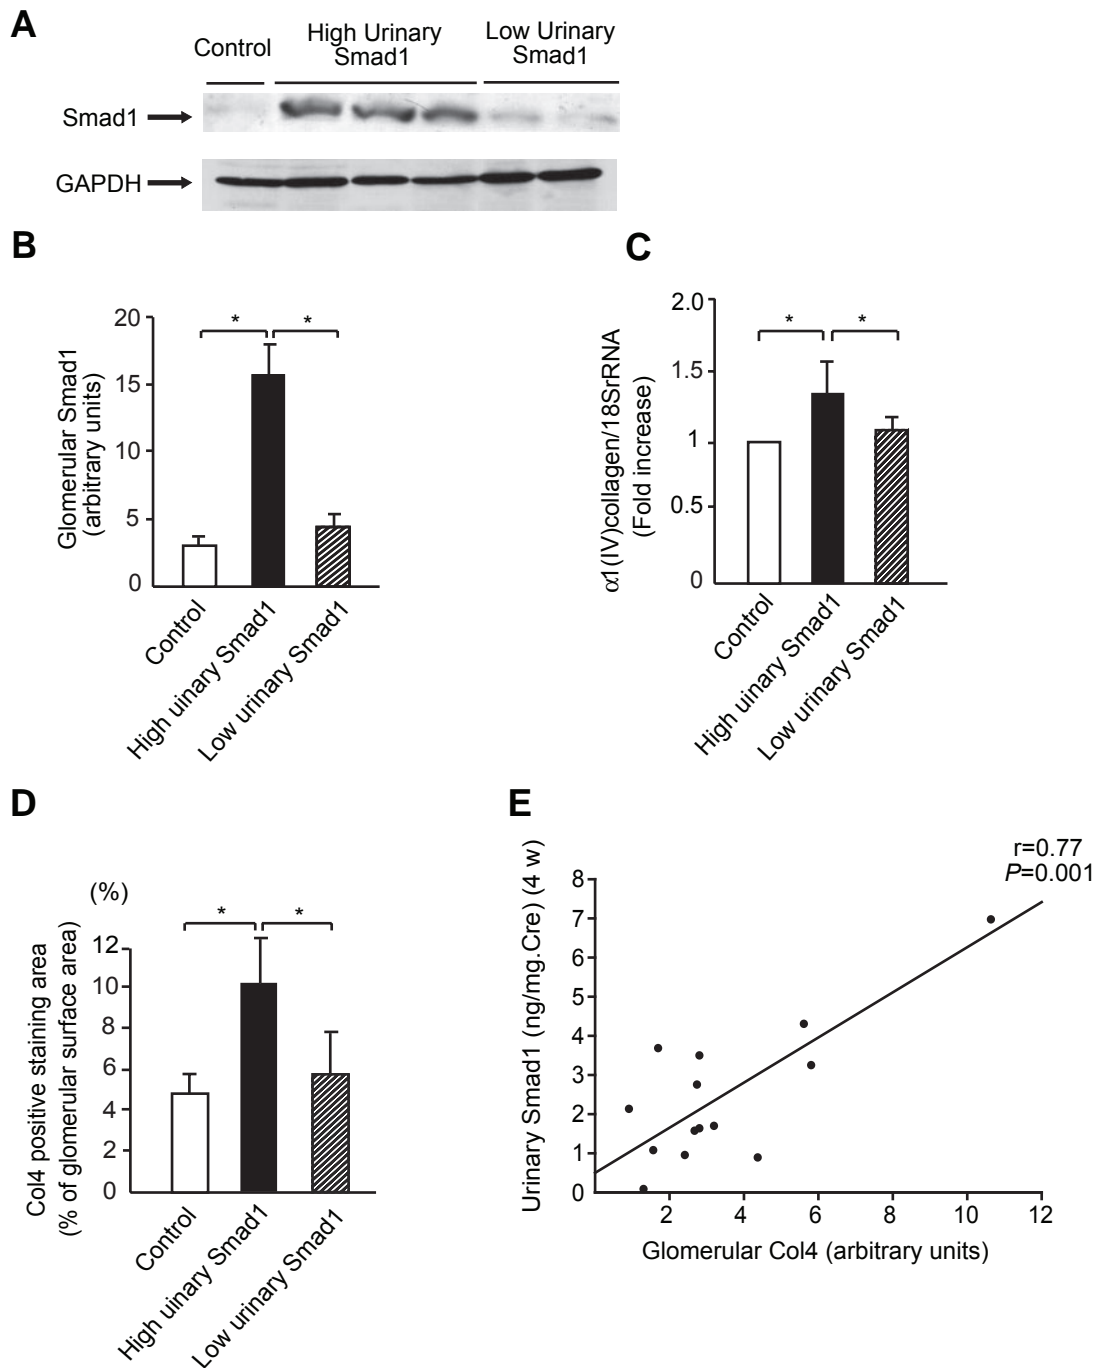 A
Control
High Urinary
Smad1
Low Urinary
Smad1
Smad1
GAPDH
B
Glomerular Smad1
(arbitrary units)
20
15
10
5
0
*
*
Control
High uinary Smad1
Low urinary Smad1
C
α1(IV)collagen/18SrRNA
(Fold increase)
2.0
1.5
1
0.5
0
*
*
Control
High uinary Smad1
Low urinary Smad1
D
(%)
Col4 positive staining area
(% of glomerular surface area)
12
10
8
6
4
2
0
*
*
Control
High uinary Smad1
Low urinary Smad1
E
r=0.77
P=0.001
Urinary Smad1 (ng/mg.Cre) (4 w)
8
7
6
5
4
3
2
1
0
2 4 6 8 10 12
Glomerular Col4 (arbitrary units)